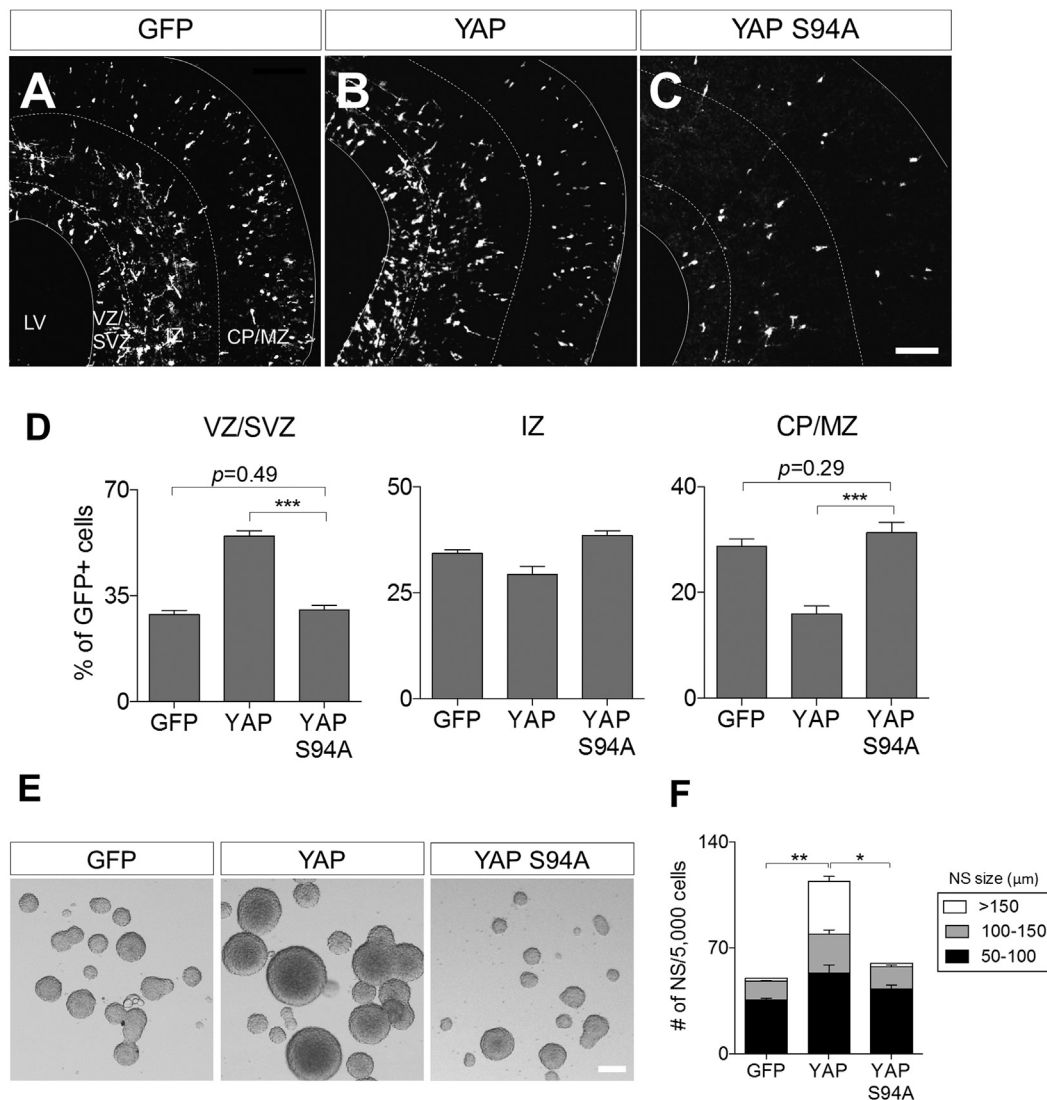 GFP YAP YAP S94A
A B C
LV VZ/ IZ CP/MZ
SVZ
D VZ/SVZ IZ CP/MZ
% of GFP+ cells
p=0.49
***
70
35
0
GFP YAP YAP
S94A
50
25
0
GFP YAP YAP
S94A
p=0.29
***
40
20
0
GFP YAP YAP
S94A
E
GFP YAP YAP S94A
F
# of NS/5,000 cells
140
70
0
** *
GFP YAP YAP
S94A
NS size (µm)
>150
100-150
50-100